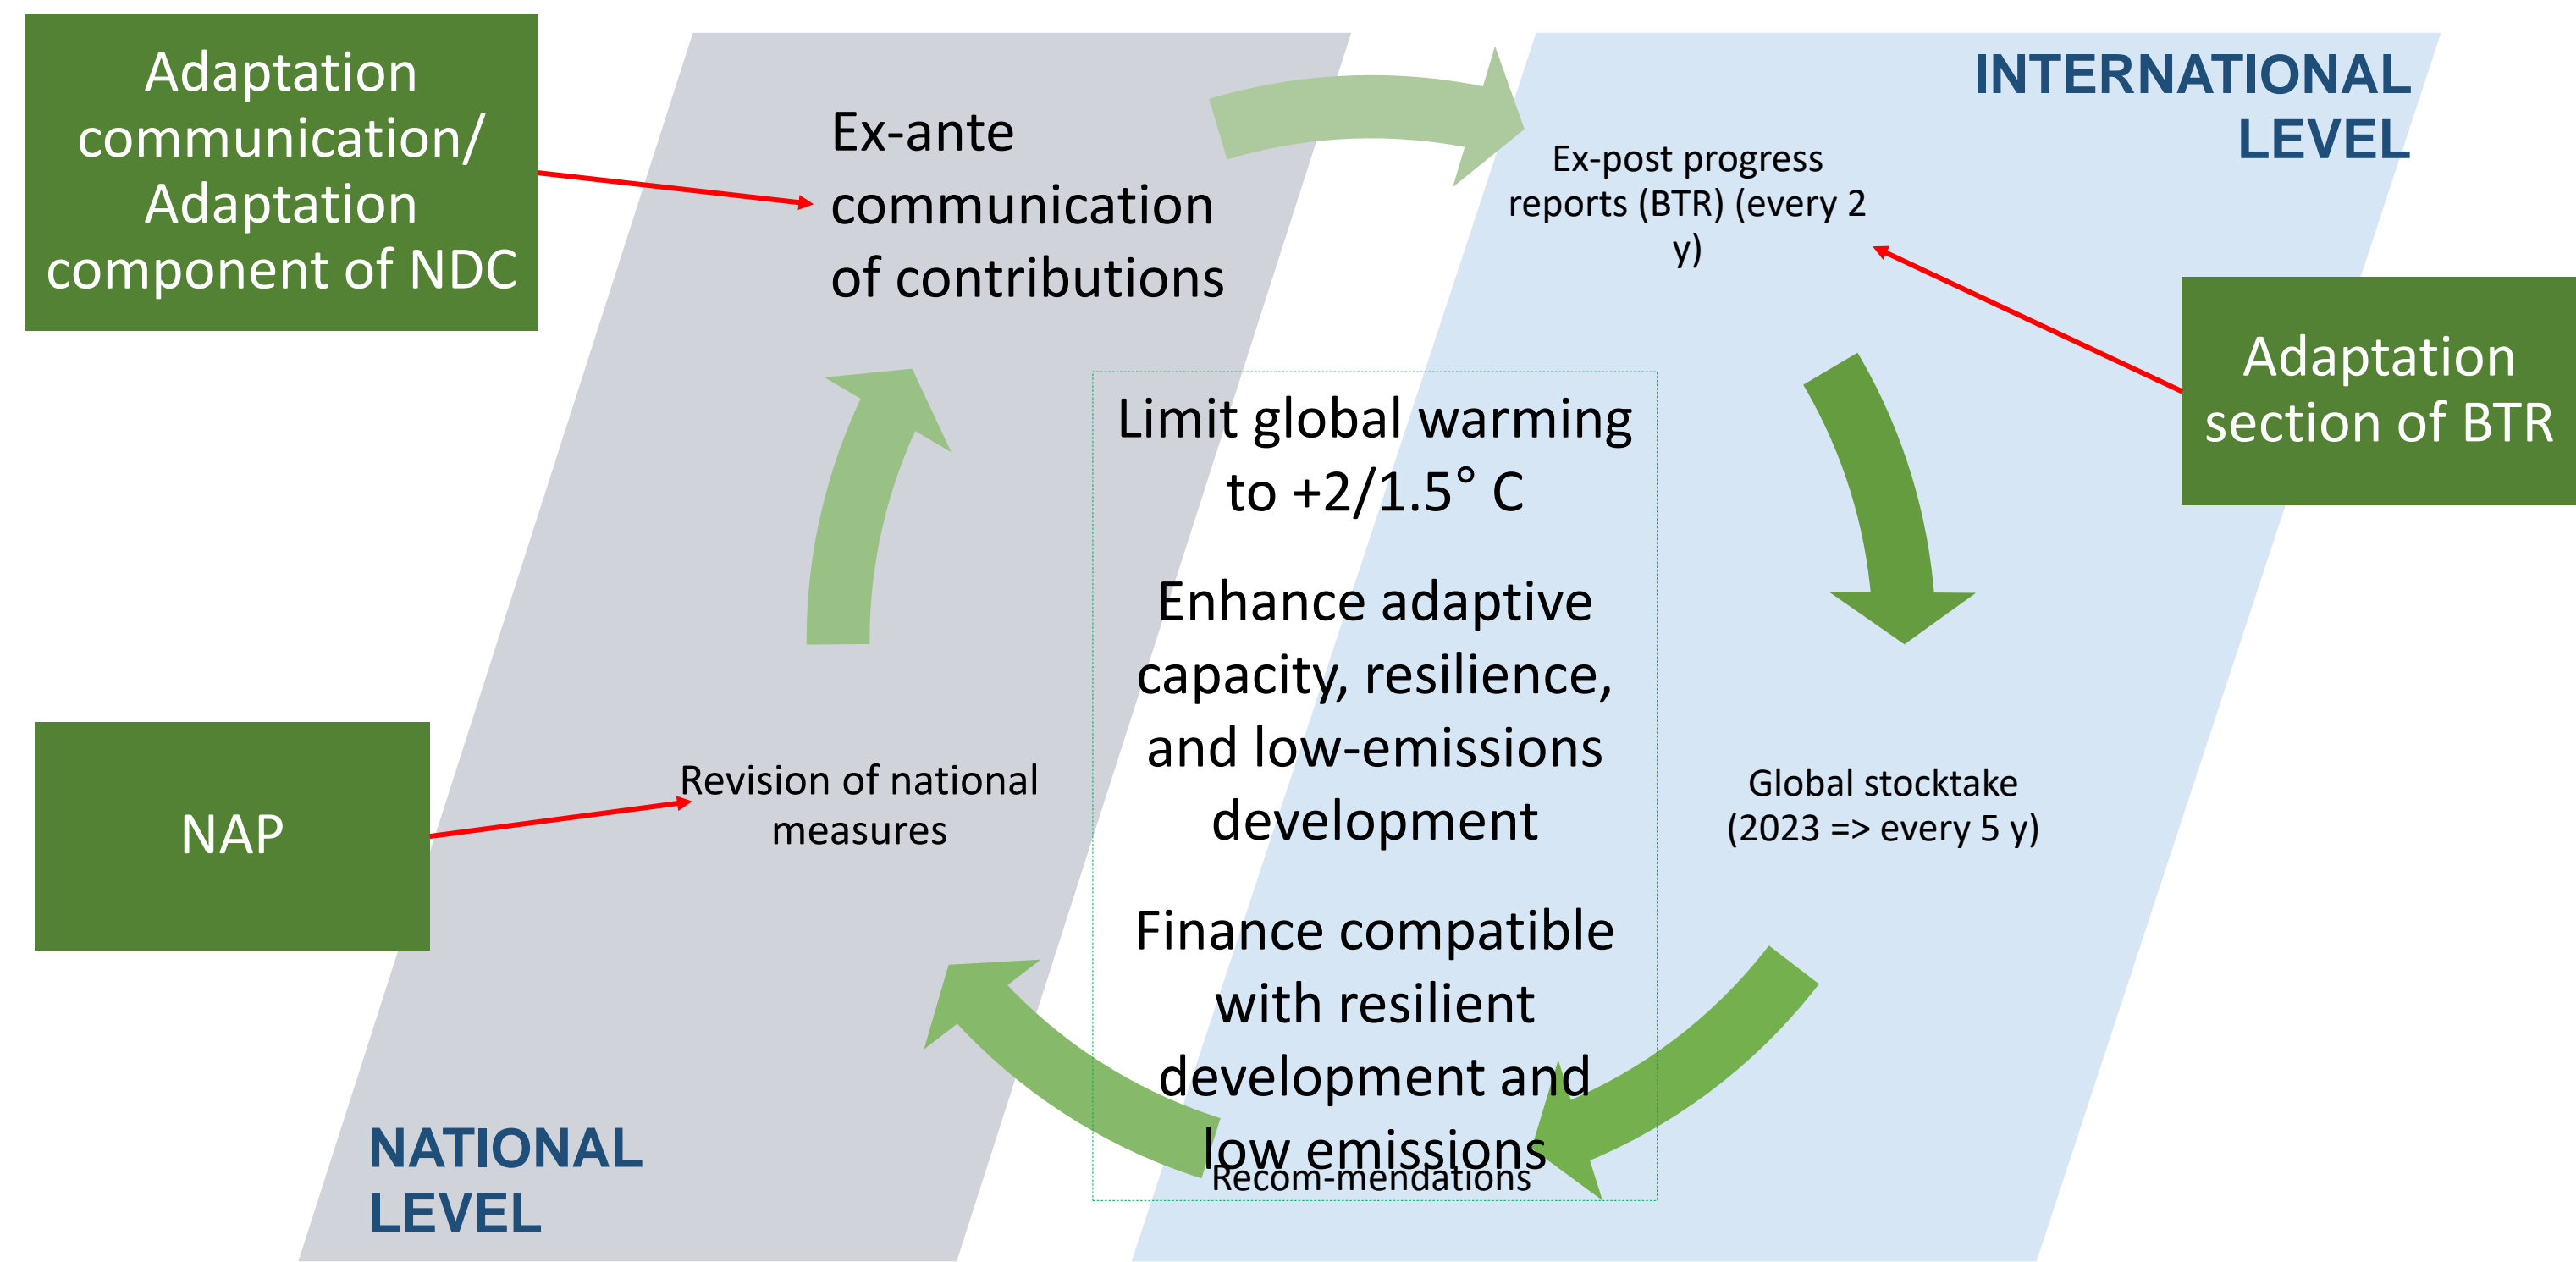 Adaptation
communication/
Adaptation
component of NDC
Ex-ante
communication
of contributions
INTERNATIONAL
LEVEL
Ex-post progress
reports (BTR) (every 2
y)
Adaptation
section of BTR
Limit global warming
to +2/1.5° C
Enhance adaptive
capacity, resilience,
and low-emissions
development
Finance compatible
with resilient
development and
low emissions
Recom-mendations
NAP
Revision of national
measures
Global stocktake
(2023 => every 5 y)
NATIONAL
LEVEL